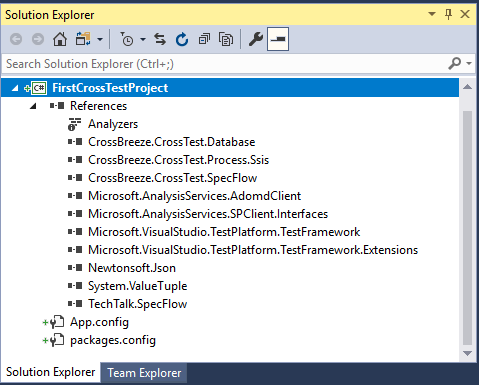 Solution Explorer
Search Solution Explorer (Ctrl+;)
C# FirstCrossTestProject
References
Analyzers
CrossBreeze.CrossTest.Database
CrossBreeze.CrossTest.Process.Ssis
CrossBreeze.CrossTest.SpecFlow
Microsoft.AnalysisServices.AdomdClient
Microsoft.AnalysisServices.SPClient.Interfaces
Microsoft.VisualStudio.TestPlatform.TestFramework
Microsoft.VisualStudio.TestPlatform.TestFramework.Extensions
Newtonsoft.Json
System.ValueTuple
TechTalk.SpecFlow
App.config
packages.config
Solution Explorer Team Explorer